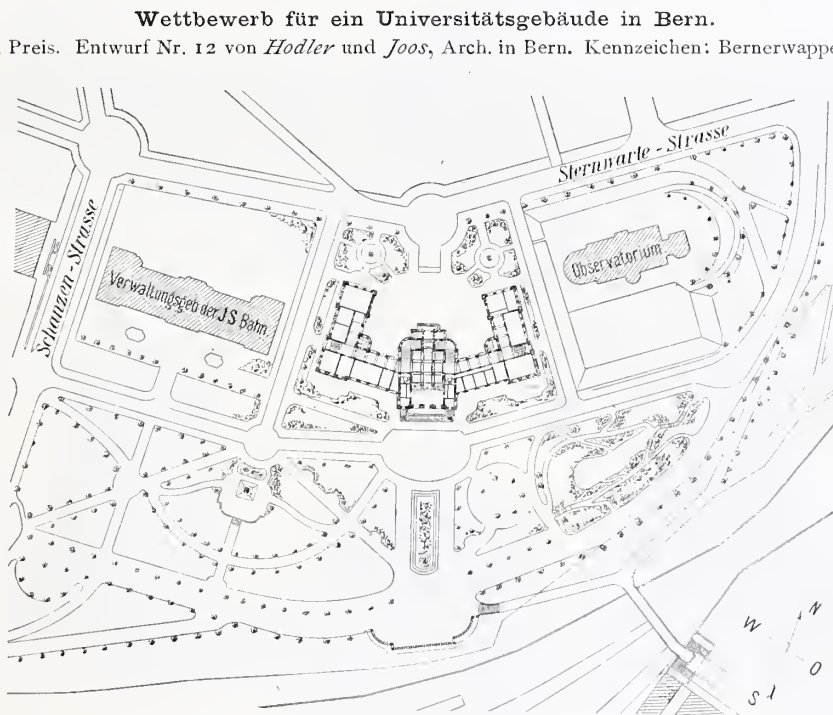 Wettbewerb für ein Universitätsgebäude in Bern.
Preis. Entwurf Nr. 12 von Hodler und Joos, Arch. in Bern. Kennzeichen: Bernerwappe
Sternwarte-Strasse
Schanzen-Strasse
Observatorium
Verwaltungsgeb der J S Bahn.
N
W
O
S